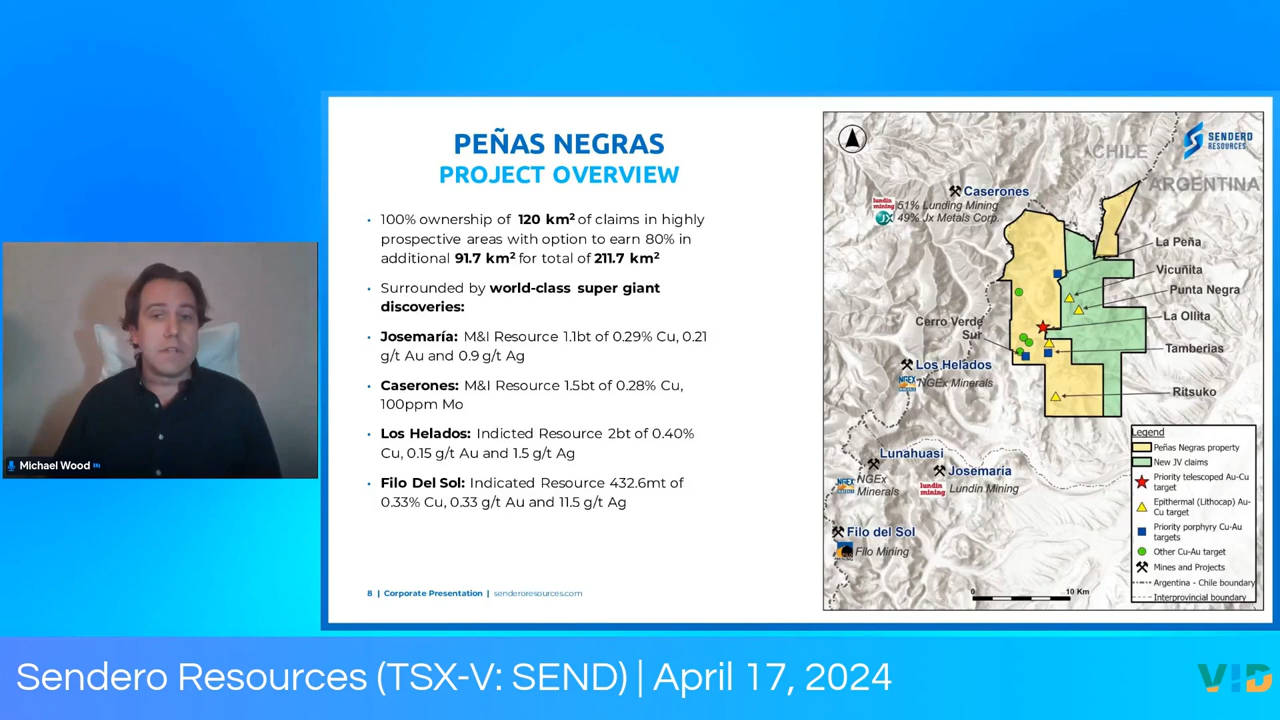 PEÑAS NEGRAS
PROJECT OVERVIEW
• 100% ownership of 120 km² of claims in highly
prospective areas with option to earn 80% in
additional 91.7 km² for total of 211.7 km²
• Surrounded by world-class super giant
discoveries:
• Josemaría: M&I Resource 1.1bt of 0.29% Cu, 0.21
g/t Au and 0.9 g/t Ag
• Caserones: M&I Resource 1.5bt of 0.28% Cu,
100ppm Mo
• Los Helados: Indicted Resource 2bt of 0.40%
Cu, 0.15 g/t Au and 1.5 g/t Ag
• Filo Del Sol: Indicated Resource 432.6mt of
0.33% Cu, 0.33 g/t Au and 11.5 g/t Ag
8 | Corporate Presentation | senderoresources.com
SENDERO
RESOURCES
CHILE
ARGENTINA
Caserones
lundin mining
51% Lunding Mining
JX
49% Jx Metals Corp.
La Peña
Vicuñita
Punta Negra
La Ollita
Cerro Verde
Sur
Tamberias
Los Helados
NGEx Minerals
Ritsuko
Lunahuasi
NGEx
Minerals
Josemaría
lundin mining
Lundin Mining
Filo del Sol
Filo Mining
0 10 Km
Legend
Peñas Negras property
New JV claims
Priority telescoped Au-Cu
target
Epithermal (Lithocap) Au-
Cu target
Priority porphyry Cu-Au
targets
Other Cu-Au target
Mines and Projects
Argentina - Chile boundary
Interprovincial boundary
Michael Wood
Sendero Resources (TSX-V: SEND) | April 17, 2024
VID